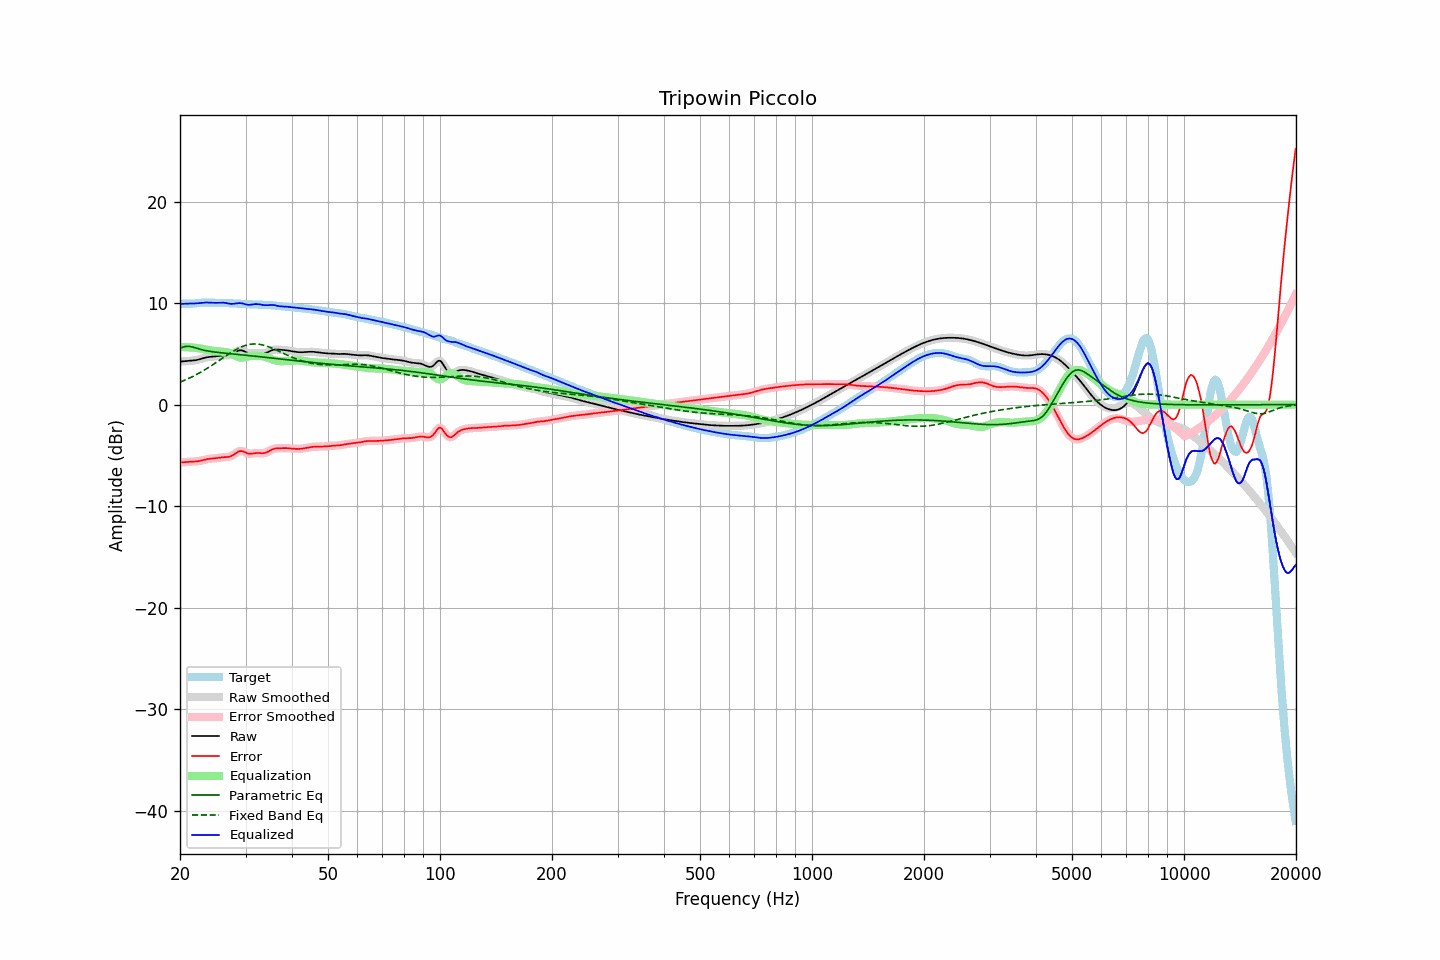 Tripowin Piccolo
Amplitude (dBr)
20
10
0
−10
−20
−30
−40
Target
Raw Smoothed
Error Smoothed
Raw
Error
Equalization
Parametric Eq
Fixed Band Eq
Equalized
20 50 100 200 500 1000 2000 5000 10000 20000
Frequency (Hz)